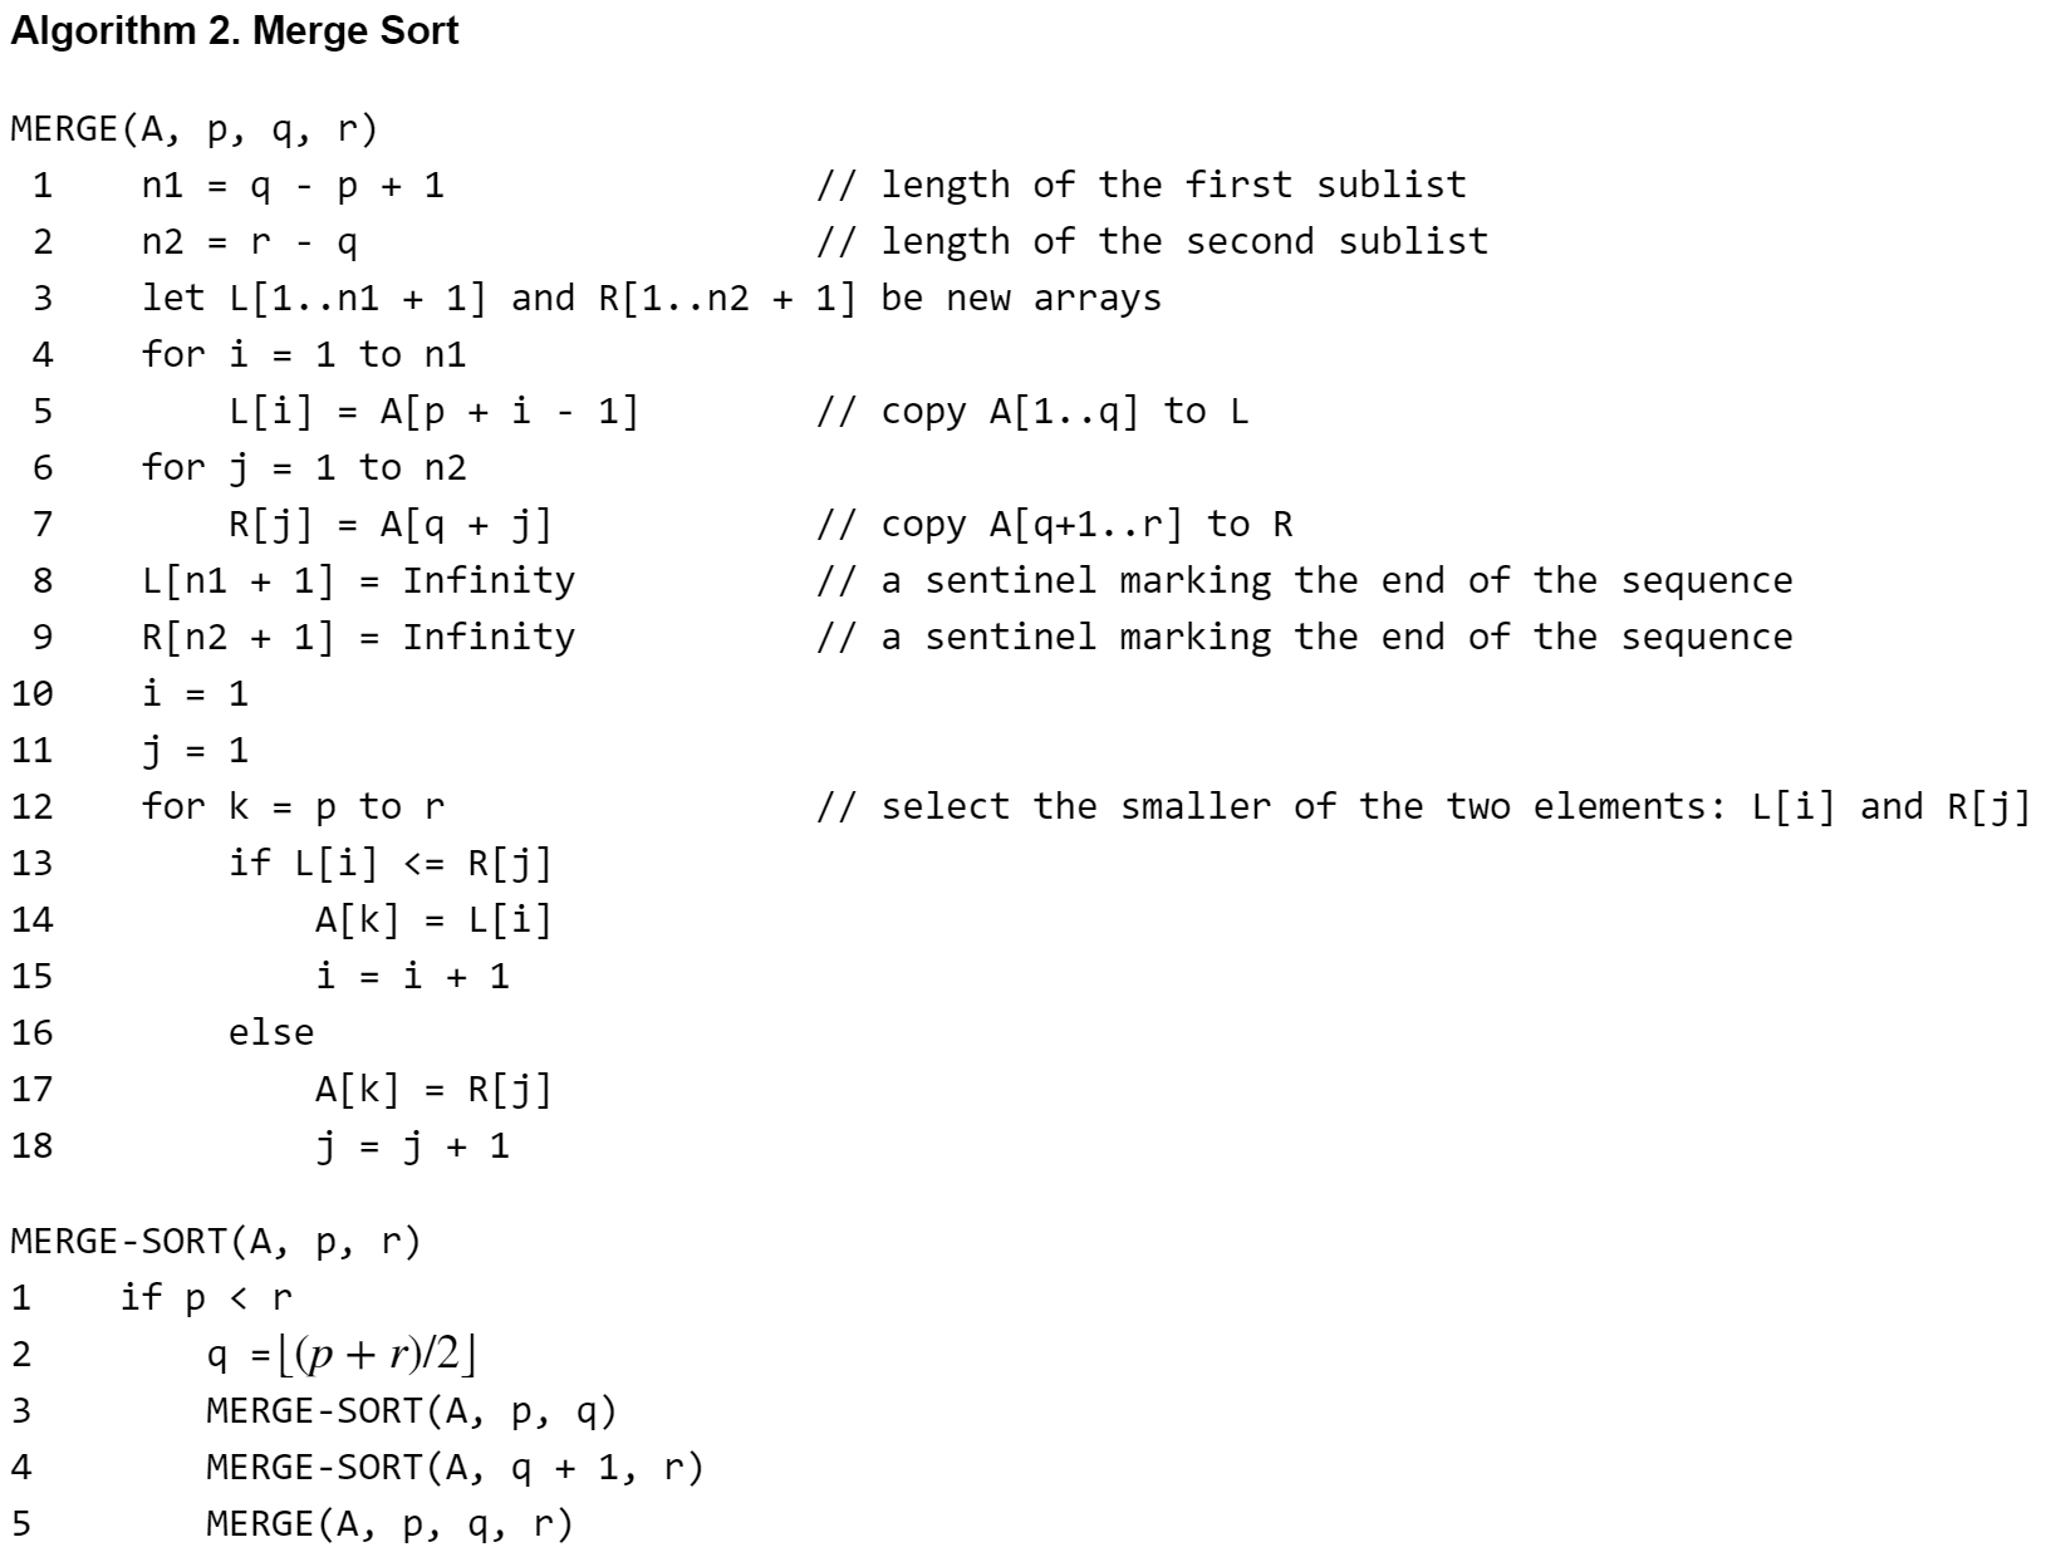 Algorithm 2. Merge Sort
MERGE(A, p, q, r)
1    n1 = q - p + 1                 // length of the first sublist
2    n2 = r - q                     // length of the second sublist
3    let L[1..n1 + 1] and R[1..n2 + 1] be new arrays
4    for i = 1 to n1
5        L[i] = A[p + i - 1]        // copy A[1..q] to L
6    for j = 1 to n2
7        R[j] = A[q + j]            // copy A[q+1..r] to R
8    L[n1 + 1] = Infinity           // a sentinel marking the end of the sequence
9    R[n2 + 1] = Infinity           // a sentinel marking the end of the sequence
10    i = 1
11    j = 1
12    for k = p to r                 // select the smaller of the two elements: L[i] and R[j]
13        if L[i] <= R[j]
14            A[k] = L[i]
15            i = i + 1
16        else
17            A[k] = R[j]
18            j = j + 1
MERGE-SORT(A, p, r)
1    if p < r
2        q =⌊(p + r)/2⌋
3        MERGE-SORT(A, p, q)
4        MERGE-SORT(A, q + 1, r)
5        MERGE(A, p, q, r)